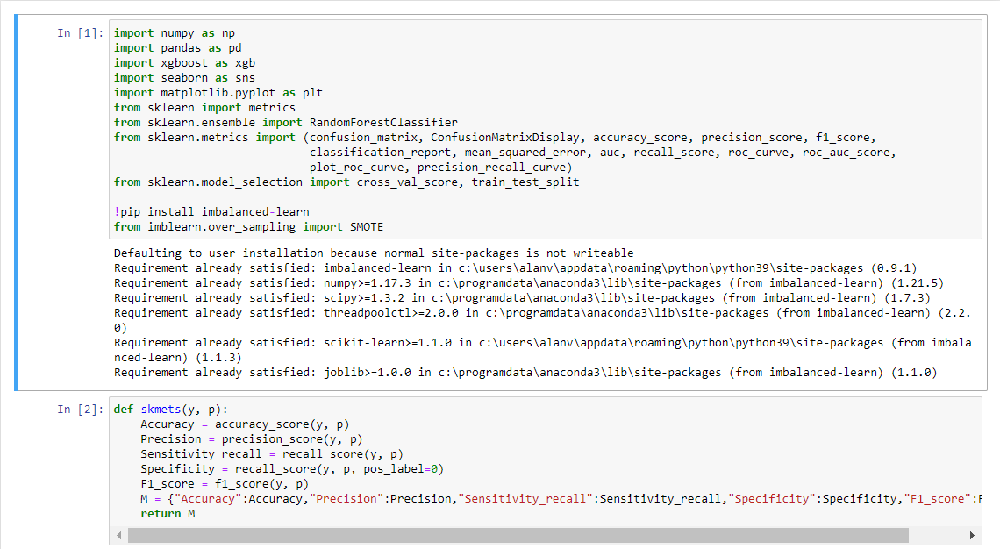 In [1]:
import numpy as np
import pandas as pd
import xgboost as xgb
import seaborn as sns
import matplotlib.pyplot as plt
from sklearn import metrics
from sklearn.ensemble import RandomForestClassifier
from sklearn.metrics import (confusion_matrix, ConfusionMatrixDisplay, accuracy_score, precision_score, f1_score,
                             classification_report, mean_squared_error, auc, recall_score, roc_curve, roc_auc_score,
                             plot_roc_curve, precision_recall_curve)
from sklearn.model_selection import cross_val_score, train_test_split
!pip install imbalanced-learn
from imblearn.over_sampling import SMOTE
Defaulting to user installation because normal site-packages is not writeable
Requirement already satisfied: imbalanced-learn in c:\users\alanv\appdata\roaming\python\python39\site-packages (0.9.1)
Requirement already satisfied: numpy>=1.17.3 in c:\programdata\anaconda3\lib\site-packages (from imbalanced-learn) (1.21.5)
Requirement already satisfied: scipy>=1.3.2 in c:\programdata\anaconda3\lib\site-packages (from imbalanced-learn) (1.7.3)
Requirement already satisfied: threadpoolctl>=2.0.0 in c:\programdata\anaconda3\lib\site-packages (from imbalanced-learn) (2.2.
0)
Requirement already satisfied: scikit-learn>=1.1.0 in c:\users\alanv\appdata\roaming\python\python39\site-packages (from imbala
nced-learn) (1.1.3)
Requirement already satisfied: joblib>=1.0.0 in c:\programdata\anaconda3\lib\site-packages (from imbalanced-learn) (1.1.0)
In [2]:
def skmets(y, p):
    Accuracy = accuracy_score(y, p)
    Precision = precision_score(y, p)
    Sensitivity_recall = recall_score(y, p)
    Specificity = recall_score(y, p, pos_label=0)
    F1_score = f1_score(y, p)
    M = {"Accuracy":Accuracy,"Precision":Precision,"Sensitivity_recall":Sensitivity_recall,"Specificity":Specificity,"F1_score":
    return M